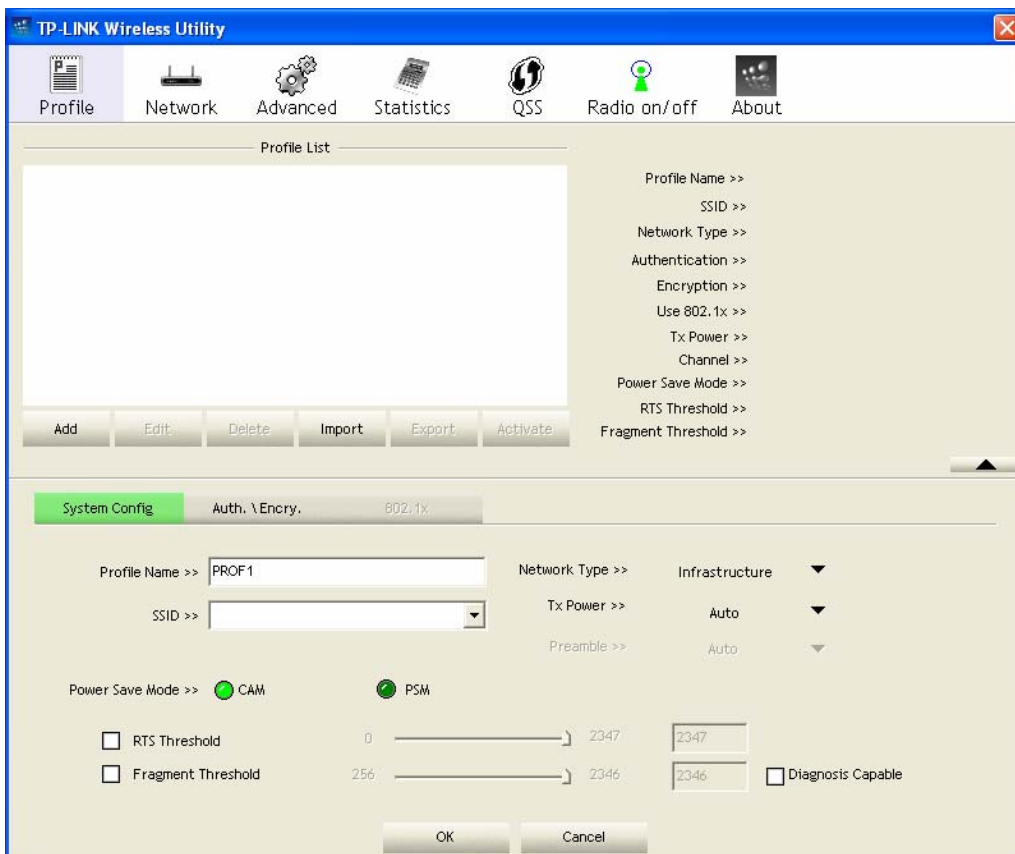 TP-LINK Wireless Utility
Profile Network Advanced Statistics QSS Radio on/off About
Profile List
Profile Name >>
SSID >>
Network Type >>
Authentication >>
Encryption >>
Use 802.1x >>
Tx Power >>
Channel >>
Power Save Mode >>
RTS Threshold >>
Fragment Threshold >>
Add Edit Delete Import Export Activate
System Config Auth. \ Encry. 802.1x
Profile Name >> PROF1 Network Type >> Infrastructure
SSID >> Tx Power >> Auto
Preamble >> Auto
Power Save Mode >> CAM PSM
RTS Threshold 0 2347 2347
Fragment Threshold 256 2346 2346 Diagnosis Capable
OK Cancel